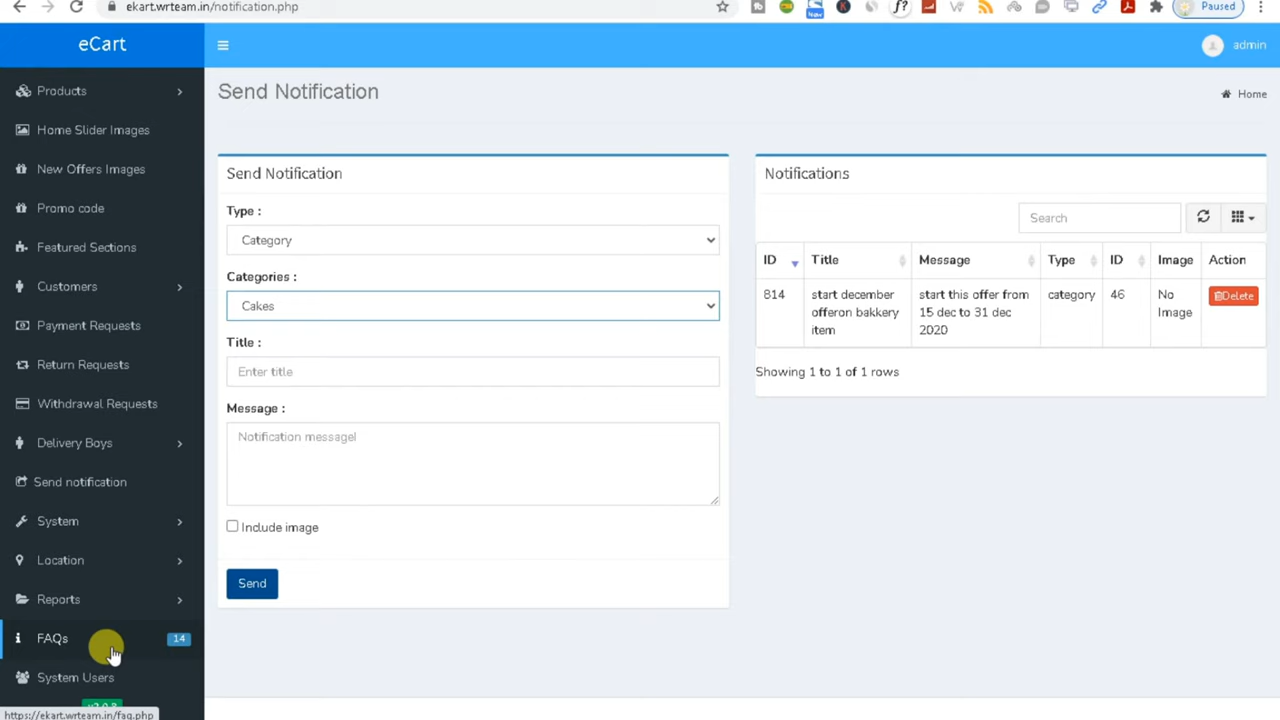 ekart.wrteam.in/notification.php
Paused
eCart
admin
Products
Home Slider Images
New Offers Images
Promo code
Featured Sections
Customers
Payment Requests
Return Requests
Withdrawal Requests
Delivery Boys
Send notification
System
Location
Reports
FAQs 14
System Users
https://ekart.wrteam.in/faq.php
Send Notification
Home
Send Notification
Type :
Category
Categories :
Cakes
Title :
Enter title
Message :
Notification message!
Include image
Send
Notifications
Search
ID Title Message Type ID Image Action
814 start december offeron bakkery item start this offer from 15 dec to 31 dec 2020 category 46 No Image Delete
Showing 1 to 1 of 1 rows